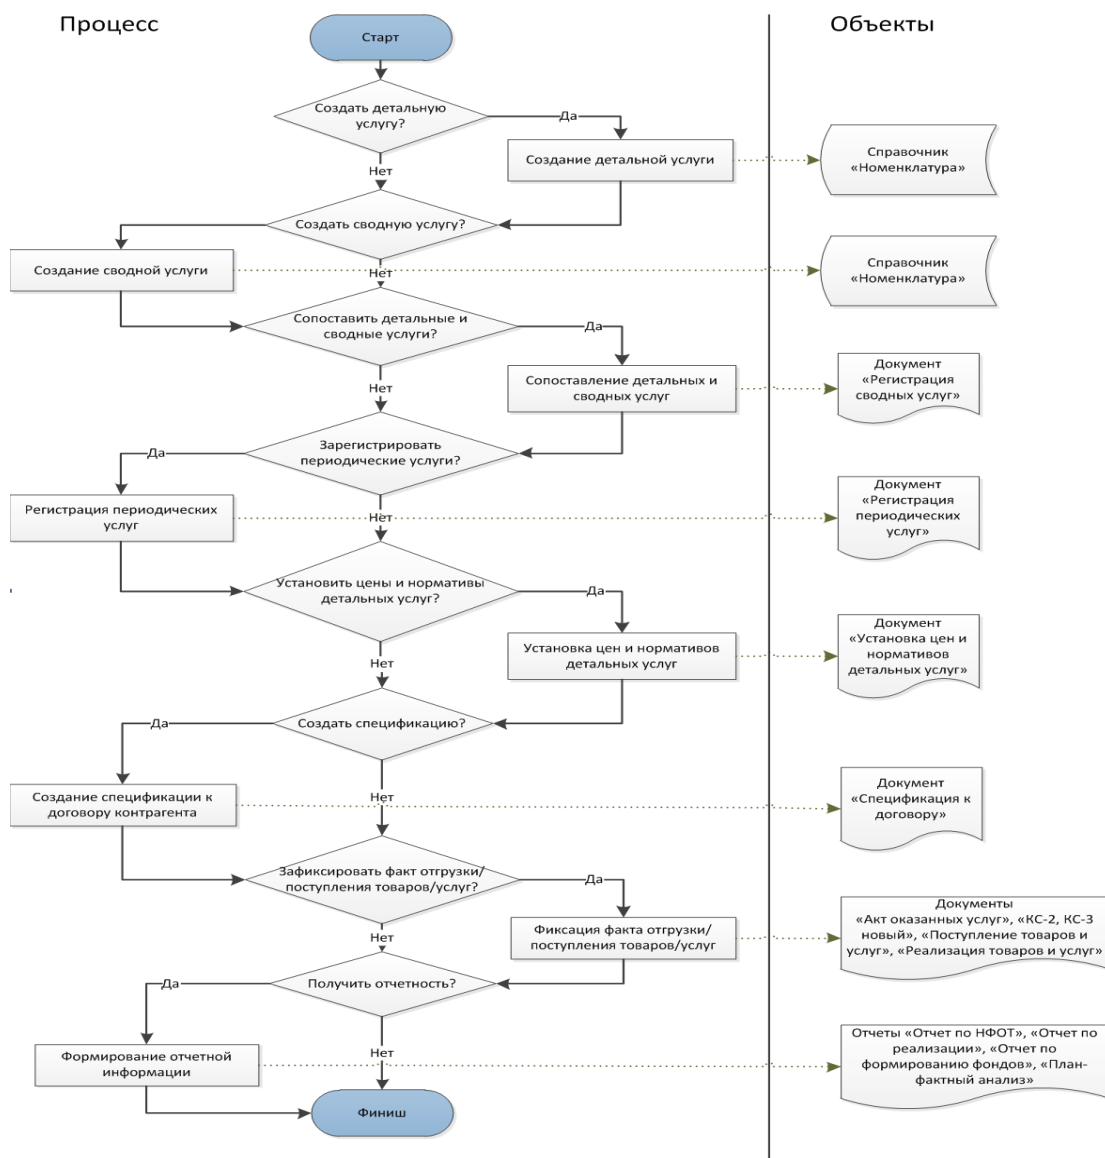 Процесс
Объекты
Старт
Создать детальную
услугу?
Да
Создание детальной услуги
Справочник
«Номенклатура»
Нет
Создать сводную услугу?
Создание сводной услуги
Справочник
«Номенклатура»
Нет
Сопоставить детальные и
сводные услуги?
Да
Сопоставление детальных и
сводных услуг
Документ
«Регистрация
сводных услуг»
Нет
Зарегистрировать
периодические услуги?
Да
Регистрация периодических
услуг
Документ
«Регистрация
периодических
услуг»
Нет
Установить цены и нормативы
детальных услуг?
Да
Установка цен и нормативов
детальных услуг
Документ
«Установка цен и
нормативов
детальных услуг»
Нет
Создать спецификацию?
Да
Создание спецификации к
договору контрагента
Документ
«Спецификация к
договору»
Нет
Зафиксировать факт отгрузки/
поступления товаров/услуг?
Да
Фиксация факта отгрузки/
поступления товаров/услуг
Документы
«Акт оказанных услуг», «КС-2, КС-3
новый», «Поступление товаров и
услуг», «Реализация товаров и услуг»
Нет
Получить отчетность?
Да
Формирование отчетной
информации
Отчеты «Отчет по НФОТ», «Отчет по
реализации», «Отчет по
формированию фондов», «План-
фактный анализ»
Нет
Финиш